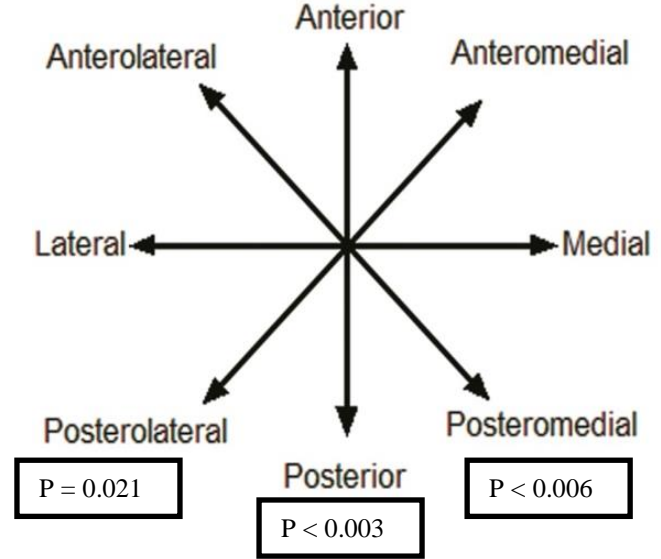 Anterior
Anterolateral
Anteromedial
Lateral
Medial
Posterolateral
Posteromedial
Posterior
P = 0.021
P < 0.006
P < 0.003